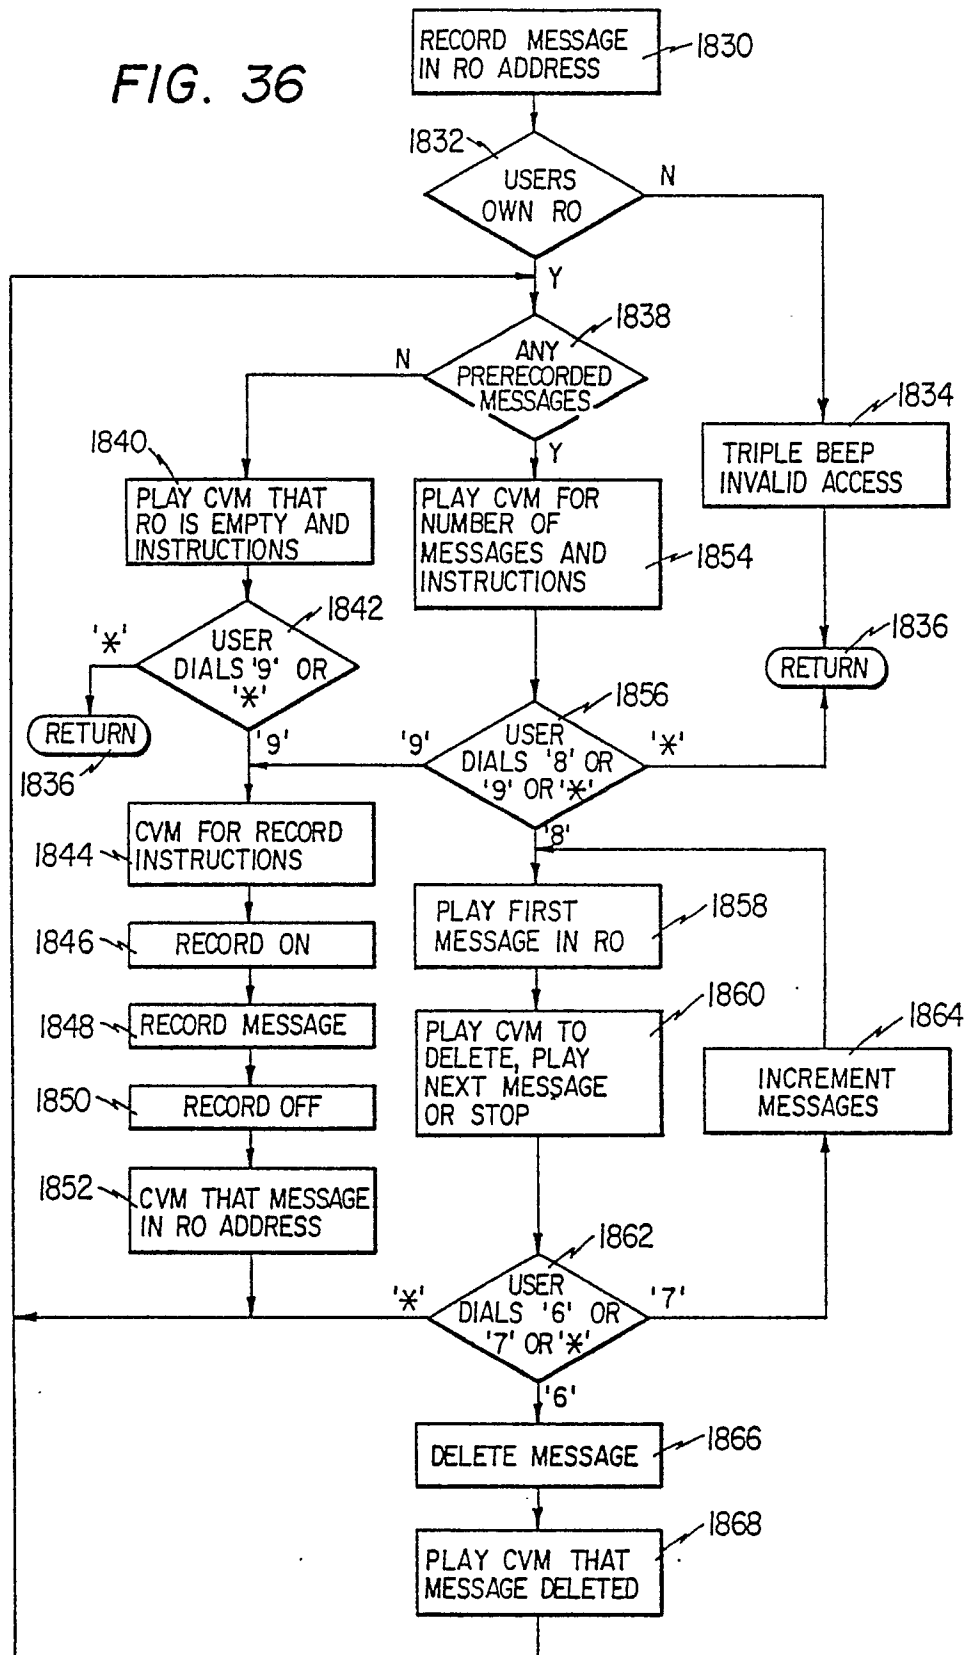 FIG. 36
RECORD MESSAGE
IN RO ADDRESS
1830
1832
USERS
OWN RO
N
Y
1838
ANY
PRERECORDED
MESSAGES
N
Y
1834
TRIPLE BEEP
INVALID ACCESS
1840
PLAY CVM THAT
RO IS EMPTY AND
INSTRUCTIONS
PLAY CVM FOR
NUMBER OF
MESSAGES AND
INSTRUCTIONS
1854
1842
USER
DIALS '9' OR
'*'
'*'
RETURN
1836
'9'
1836
RETURN
1856
USER
DIALS '8' OR
'9' OR '*'
'9'
'*'
'8'
1844
CVM FOR RECORD
INSTRUCTIONS
PLAY FIRST
MESSAGE IN RO
1858
1846
RECORD ON
1848
RECORD MESSAGE
PLAY CVM TO
DELETE, PLAY
NEXT MESSAGE
OR STOP
1860
1864
INCREMENT
MESSAGES
1850
RECORD OFF
1852
CVM THAT MESSAGE
IN RO ADDRESS
1862
USER
DIALS '6' OR
'7' OR '*'
'*'
'7'
'6'
DELETE MESSAGE
1866
PLAY CVM THAT
MESSAGE DELETED
1868